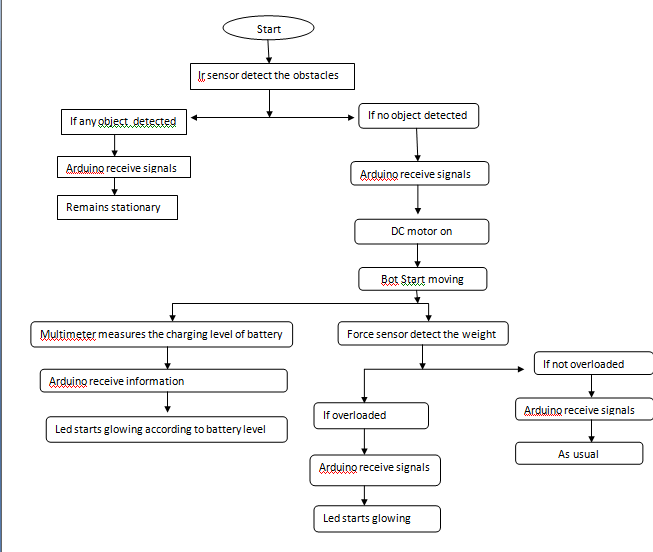 Start
Ir sensor detect the obstacles
If any object detected
If no object detected
Arduino receive signals
Arduino receive signals
Remains stationary
DC motor on
Bot Start moving
Multimeter measures the charging level of battery
Force sensor detect the weight
If not overloaded
Arduino receive information
If overloaded
Arduino receive signals
Led starts glowing according to battery level
As usual
Arduino receive signals
Led starts glowing